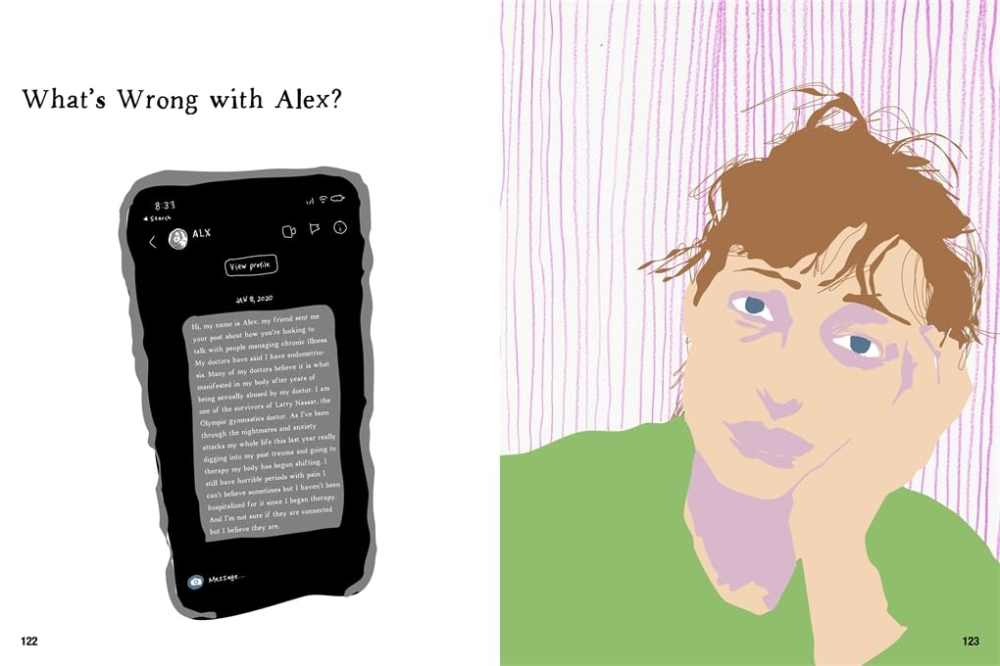 What's Wrong with Alex?
8:33
◂ Search
ALX
View profile
JAN 8, 2020
Hi, my name is Alex, my friend sent me
your post about how you're looking to
talk with people managing chronic illness.
My doctors have said I have endometrio-
sis. Many of my doctors believe it is what
manifested in my body after years of
being sexually abused by my doctor. I am
one of the survivors of Larry Nassar, the
Olympic gymnastics doctor. As I've been
through the nightmares and anxiety
attacks my whole life this last year really
digging into my past trauma and going to
therapy my body has begun shifting. I
still have horrible periods with pain I
can't believe sometimes but I haven't been
hospitalized for it since I began therapy.
And I'm not sure if they are connected
but I believe they are.
Message...
122
123